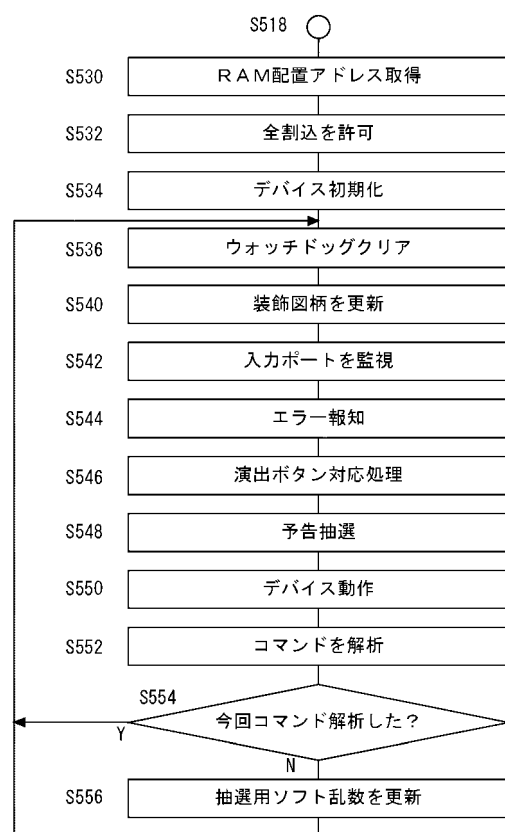 S518
S530 RAM配置アドレス取得
S532 全割込を許可
S534 デバイス初期化
S536 ウォッチドッグクリア
S540 装飾図柄を更新
S542 入力ポートを監視
S544 エラー報知
S546 演出ボタン対応処理
S548 予告抽選
S550 デバイス動作
S552 コマンドを解析
S554
今回コマンド解析した？
Y
N
S556 抽選用ソフト乱数を更新